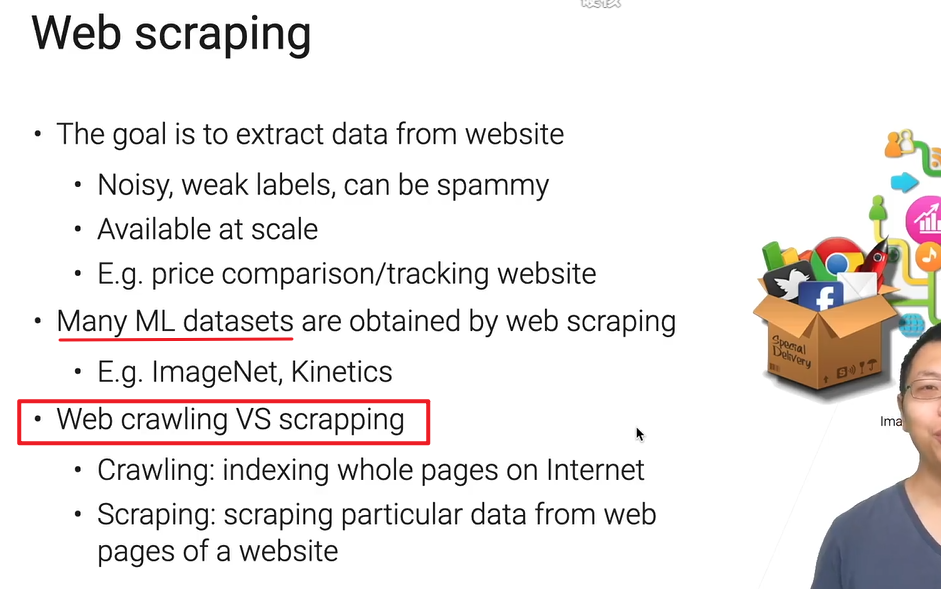 Web scraping
• The goal is to extract data from website
• Noisy, weak labels, can be spammy
• Available at scale
• E.g. price comparison/tracking website
• Many ML datasets are obtained by web scraping
• E.g. ImageNet, Kinetics
• Web crawling VS scrapping
• Crawling: indexing whole pages on Internet
• Scraping: scraping particular data from web
pages of a website
Special
Delivery
Ima